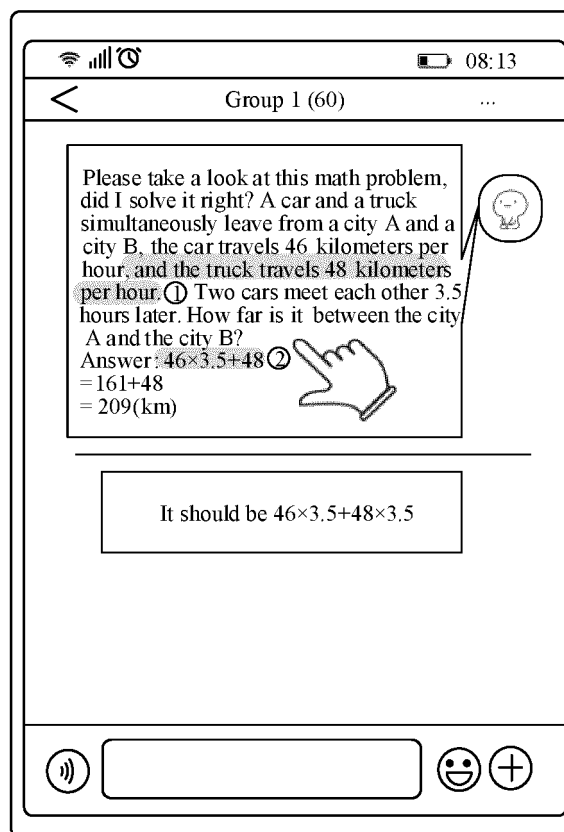 08:13
Group 1 (60)
...
Please take a look at this math problem,
did I solve it right? A car and a truck
simultaneously leave from a city A and a
city B, the car travels 46 kilometers per
hour, and the truck travels 48 kilometers
per hour. ① Two cars meet each other 3.5
hours later. How far is it between the city
A and the city B?
Answer: 46×3.5+48 ②
=161+48
= 209(km)
It should be 46×3.5+48×3.5